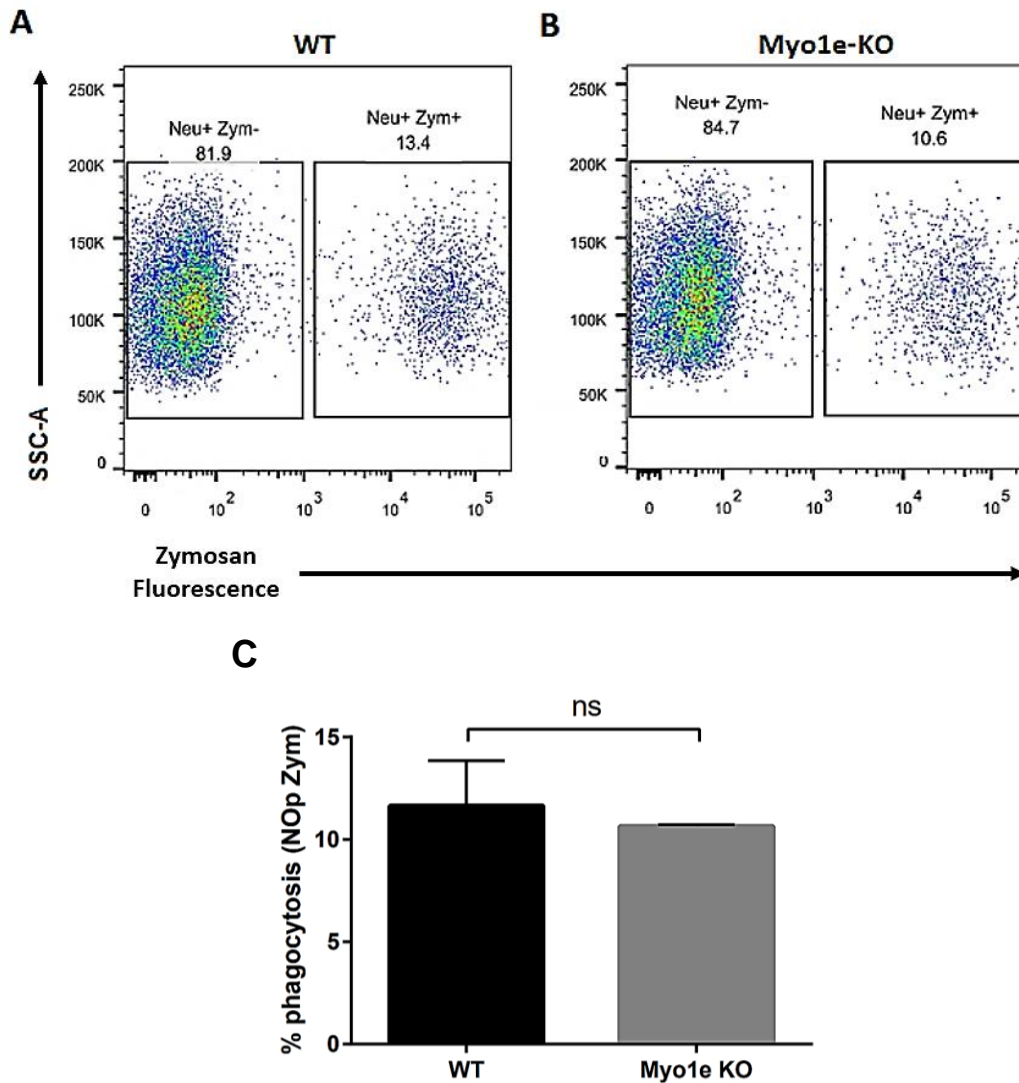 A
WT
B
Myo1e-KO
250K
200K
150K
100K
50K
0
Neu+ Zym-
81.9
Neu+ Zym+
13.4
0
10^2
10^3
10^4
10^5
250K
200K
150K
100K
50K
0
Neu+ Zym-
84.7
Neu+ Zym+
10.6
0
10^2
10^3
10^4
10^5
SSC-A
Zymosan
Fluorescence
C
ns
% phagocytosis (NOp Zym)
15
10
5
0
WT
Myo1e KO